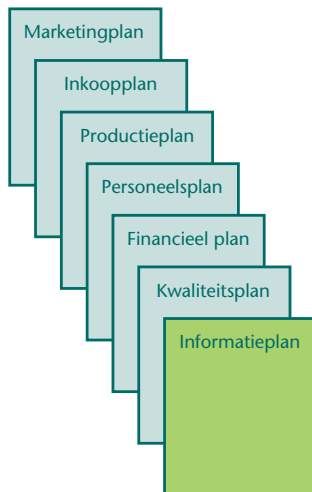 Marketingplan
Inkoopplan
Productieplan
Personeelsplan
Financieel plan
Kwaliteitsplan
Informatieplan